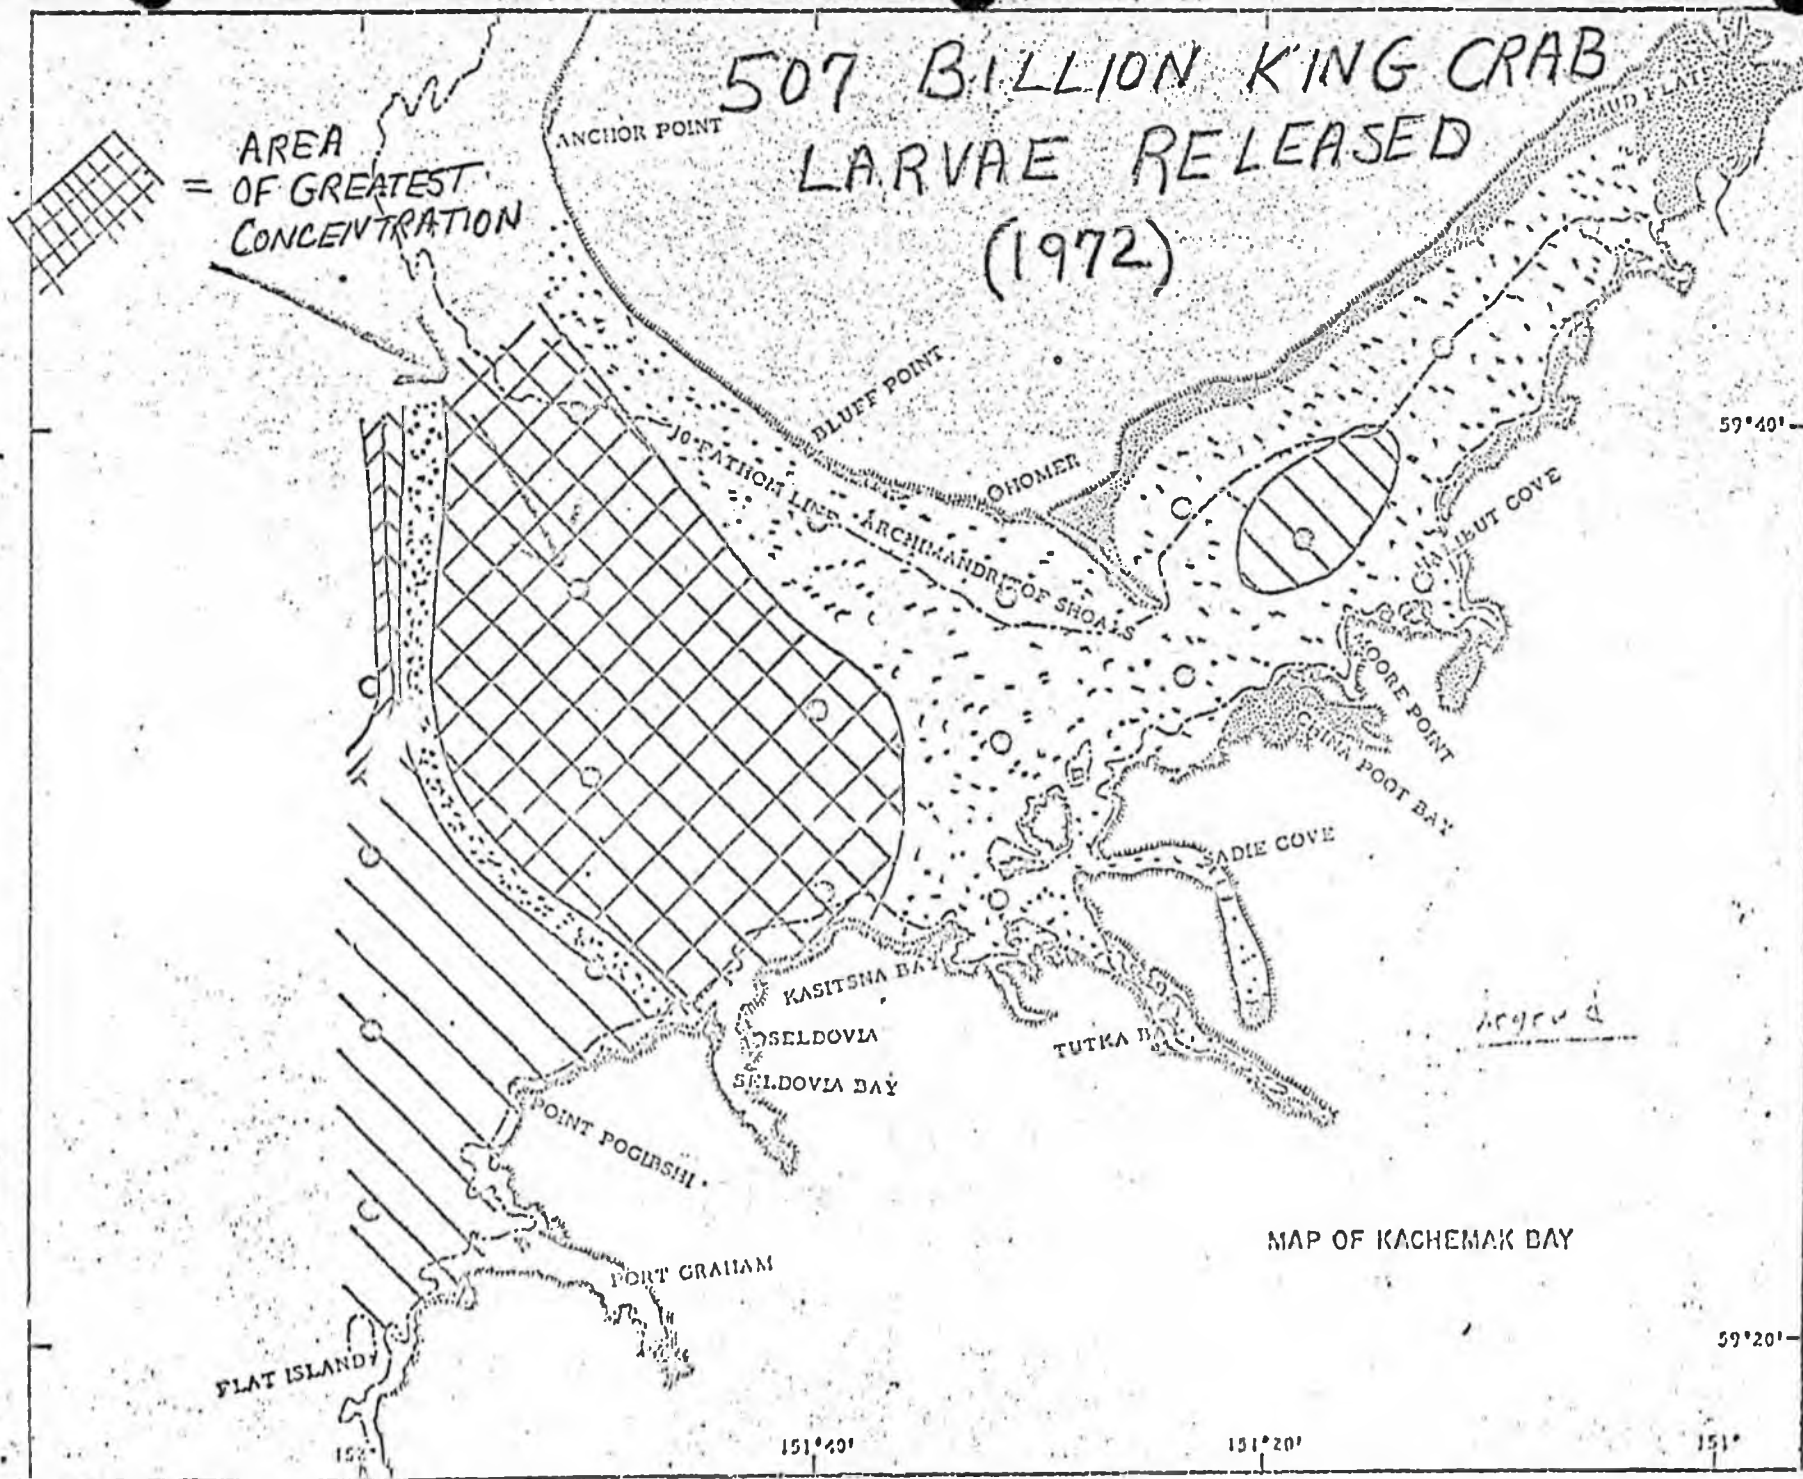 507 BILLION KING CRAB
LARVAE RELEASED
(1972)
AREA
= OF GREATEST
CONCENTRATION
ANCHOR POINT
MUD FLATS
BLUFF POINT
59°40'
10 FATHOM LINE
HOMER
ARCHIMANDRITOF SHOALS
HALIBUT COVE
MOORE POINT
CHINA POOT BAY
SADIE COVE
KASITSNA BAY
SELDOVIA
TUTKA BAY
SELDOVIA BAY
POINT POGIBSHI
MAP OF KACHEMAK BAY
PORT GRAHAM
FLAT ISLAND
59°20'
152°
151°40'
151°20'
151°